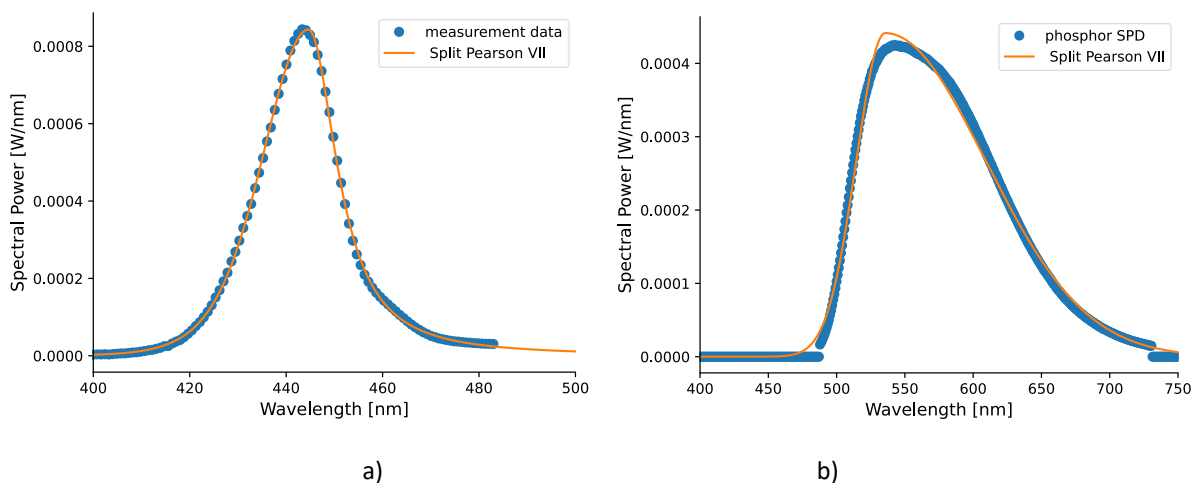 measurement data
Split Pearson VII
0.0008
0.0006
0.0004
0.0002
0.0000
Spectral Power [W/nm]
400 420 440 460 480 500
Wavelength [nm]
a)
phosphor SPD
Split Pearson VII
0.0004
0.0003
0.0002
0.0001
0.0000
Spectral Power [W/nm]
400 450 500 550 600 650 700 750
Wavelength [nm]
b)